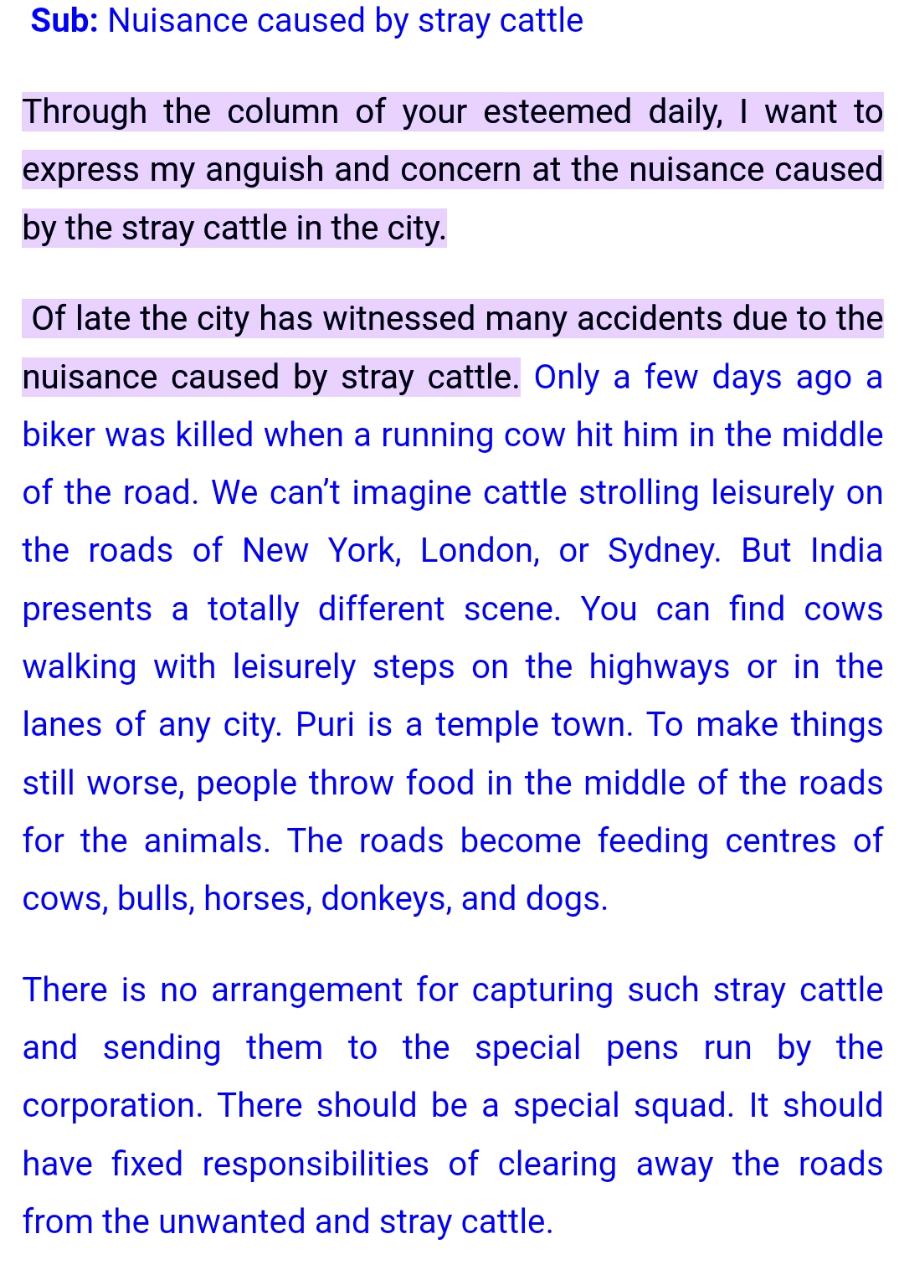 Sub: Nuisance caused by stray cattle
Through the column of your esteemed daily, I want to
express my anguish and concern at the nuisance caused
by the stray cattle in the city.
Of late the city has witnessed many accidents due to the
nuisance caused by stray cattle. Only a few days ago a
biker was killed when a running cow hit him in the middle
of the road. We can’t imagine cattle strolling leisurely on
the roads of New York, London, or Sydney. But India
presents a totally different scene. You can find cows
walking with leisurely steps on the highways or in the
lanes of any city. Puri is a temple town. To make things
still worse, people throw food in the middle of the roads
for the animals. The roads become feeding centres of
cows, bulls, horses, donkeys, and dogs.
There is no arrangement for capturing such stray cattle
and sending them to the special pens run by the
corporation. There should be a special squad. It should
have fixed responsibilities of clearing away the roads
from the unwanted and stray cattle.